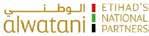 الوطني
alwatani
ETIHAD'S
NATIONAL
PARTNERS